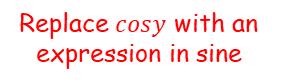 Replace cosy with an
expression in sine